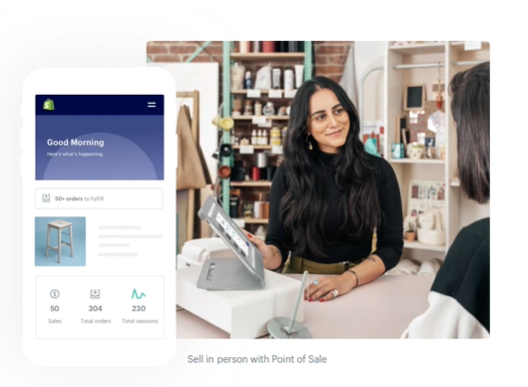 Good Morning
Here's what's happening.
50+ orders to fulfill
50
304
230
Sales
Total orders
Total sessions
Sell in person with Point of Sale